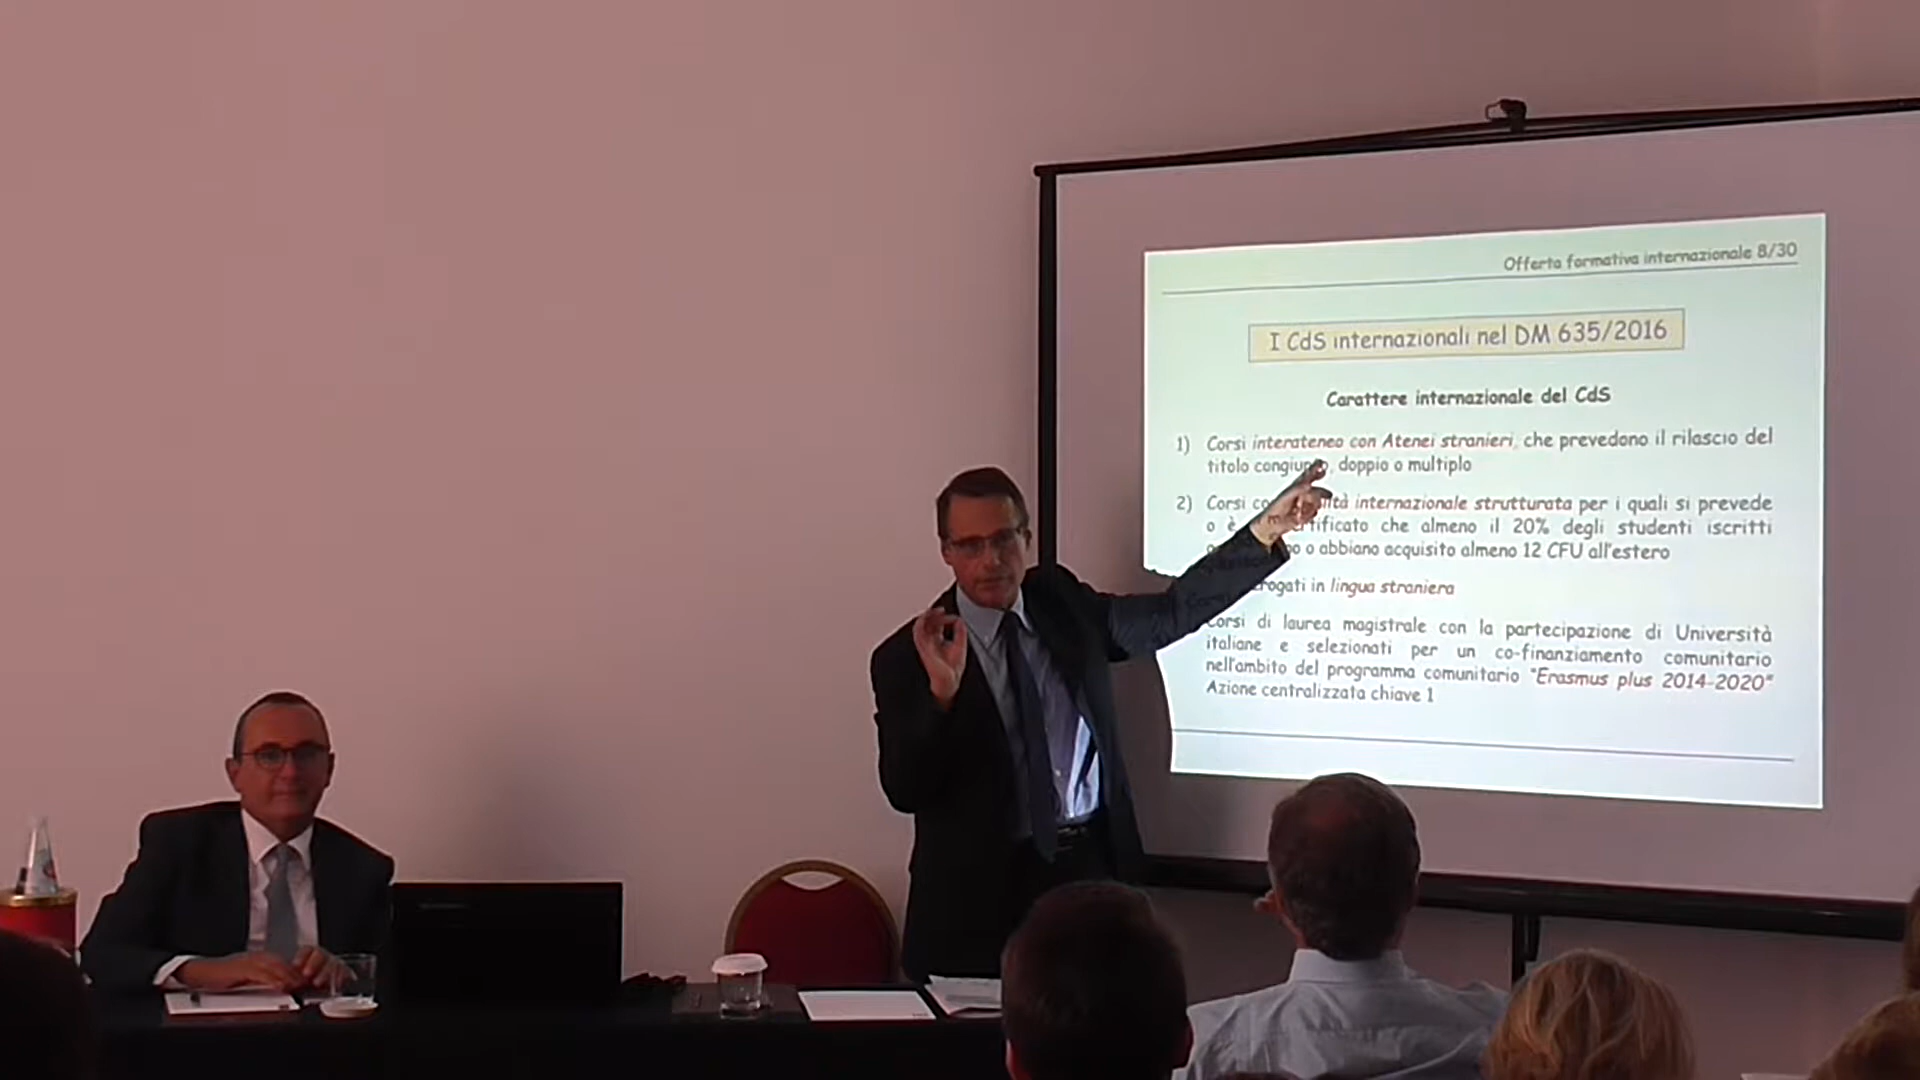 Offerta formativa internazionale 8/30
I CdS internazionali nel DM 635/2016
Carattere internazionale del CdS
1) Corsi interateneo con Atenei stranieri, che prevedono il rilascio del
titolo congiunto, doppio o multiplo
2) Corsi internazionale strutturata per i quali si prevede
o è che almeno il 20% degli studenti iscritti
o abbiano acquisito almeno 12 CFU all'estero
in lingua straniera
Corsi di laurea magistrale con la partecipazione di Università
italiane e selezionati per un co-finanziamento comunitario
nell'ambito del programma comunitario "Erasmus plus 2014-2020"
Azione centralizzata chiave 1